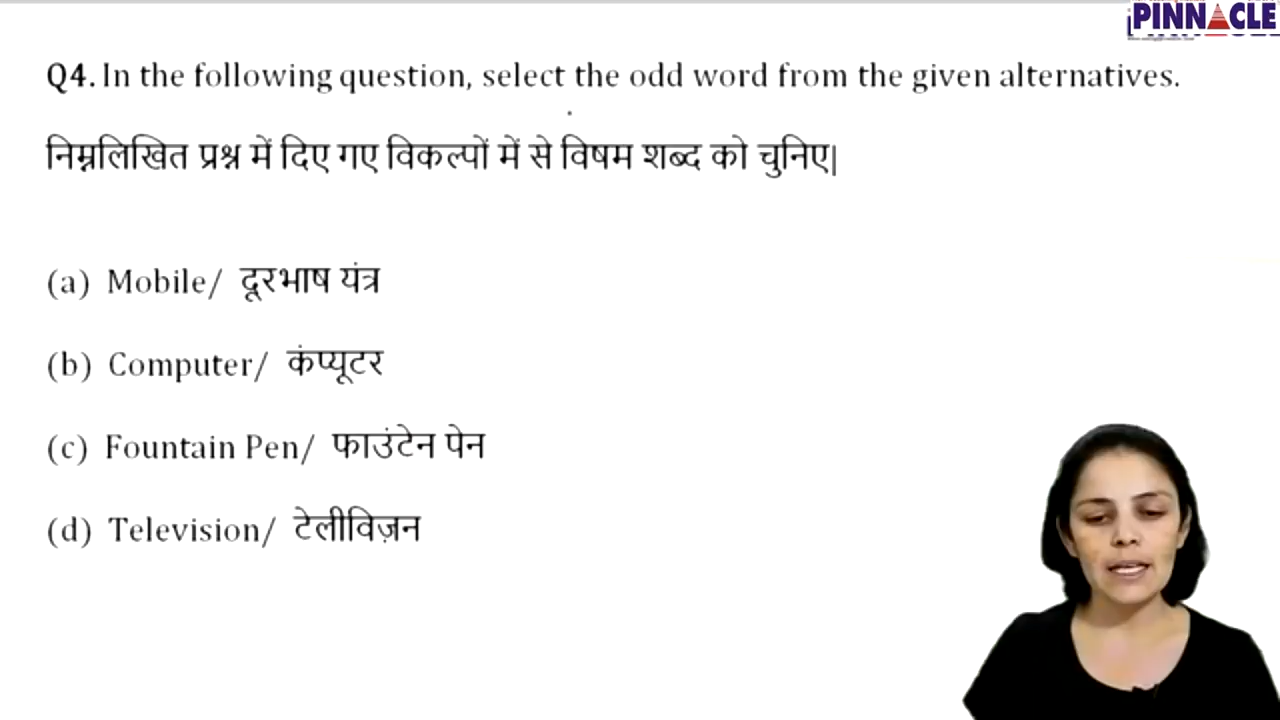 PINNACLE
Q4. In the following question, select the odd word from the given alternatives.
निम्नलिखित प्रश्न में दिए गए विकल्पों में से विषम शब्द को चुनिए|
(a) Mobile/ दूरभाष यंत्र
(b) Computer/ कंप्यूटर
(c) Fountain Pen/ फाउंटेन पेन
(d) Television/ टेलीविज़न